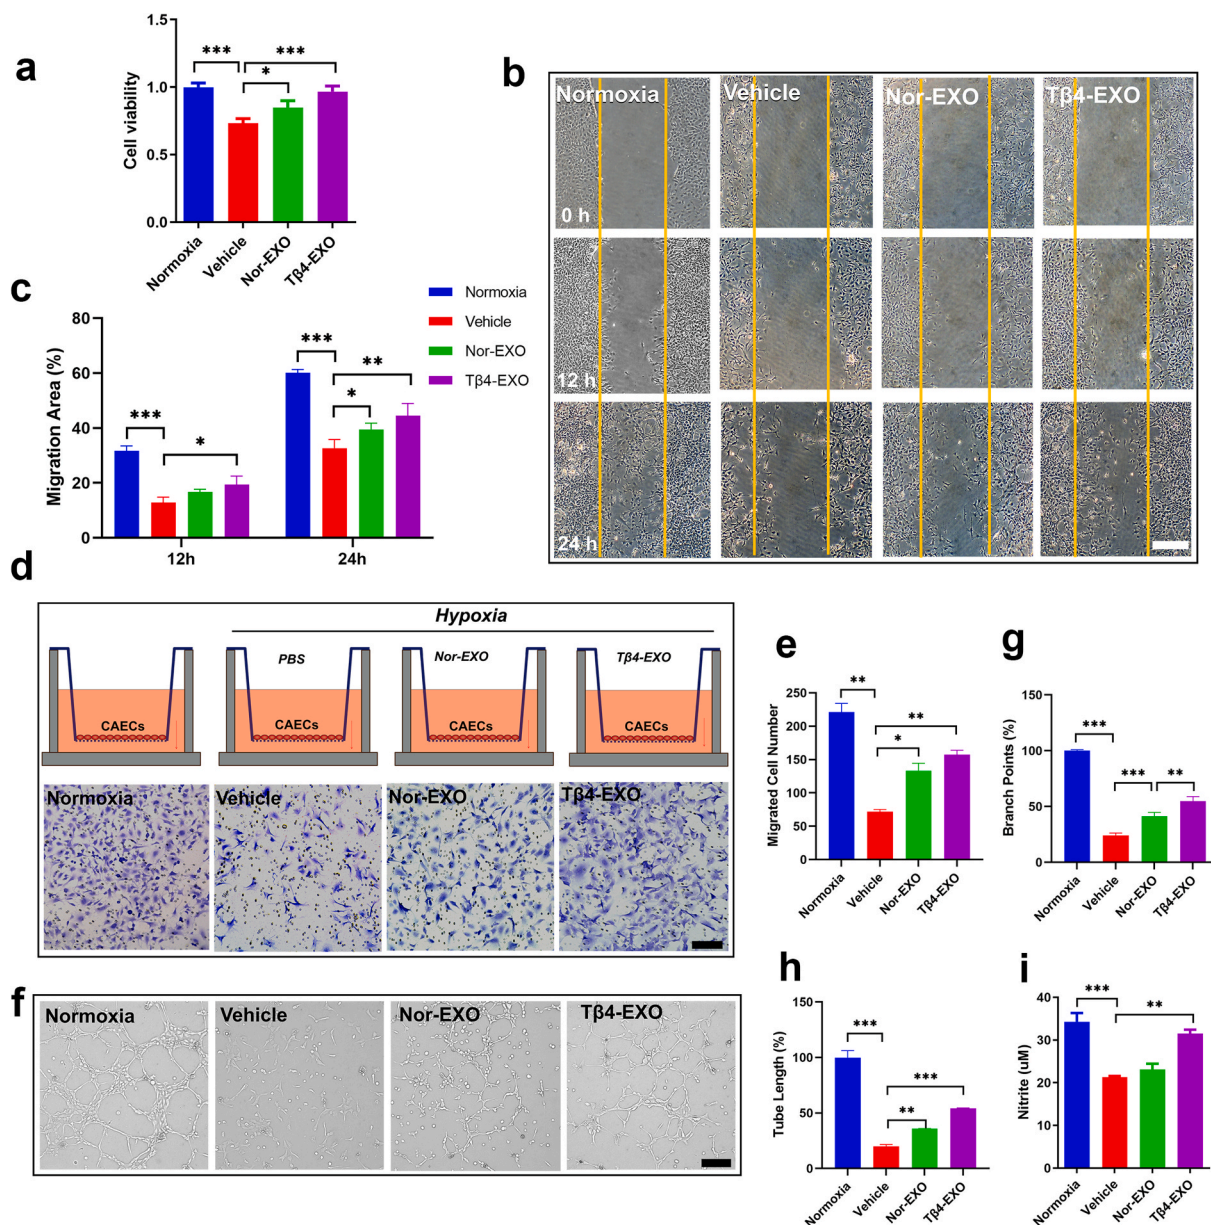 a
1.5
1.0
0.5
0.0
Cell viability
***
***
*
Normoxia
Vehicle
Nor-EXO
Tβ4-EXO
b
Normoxia
Vehicle
Nor-EXO
Tβ4-EXO
0 h
12 h
24 h
c
Normoxia
Vehicle
Nor-EXO
Tβ4-EXO
80
60
40
20
0
Migration Area (%)
***
*
***
**
*
12h
24h
d
Hypoxia
PBS
Nor-EXO
Tβ4-EXO
CAECs
CAECs
CAECs
CAECs
Normoxia
Vehicle
Nor-EXO
Tβ4-EXO
e
250
200
150
100
50
0
Migrated Cell Number
**
**
*
Normoxia
Vehicle
Nor-EXO
Tβ4-EXO
g
150
100
50
0
Branch Points (%)
***
***
**
Normoxia
Vehicle
Nor-EXO
Tβ4-EXO
f
Normoxia
Vehicle
Nor-EXO
Tβ4-EXO
h
150
100
50
0
Tube Length (%)
***
***
**
Normoxia
Vehicle
Nor-EXO
Tβ4-EXO
i
40
30
20
10
0
Nitrite (uM)
***
**
Normoxia
Vehicle
Nor-EXO
Tβ4-EXO